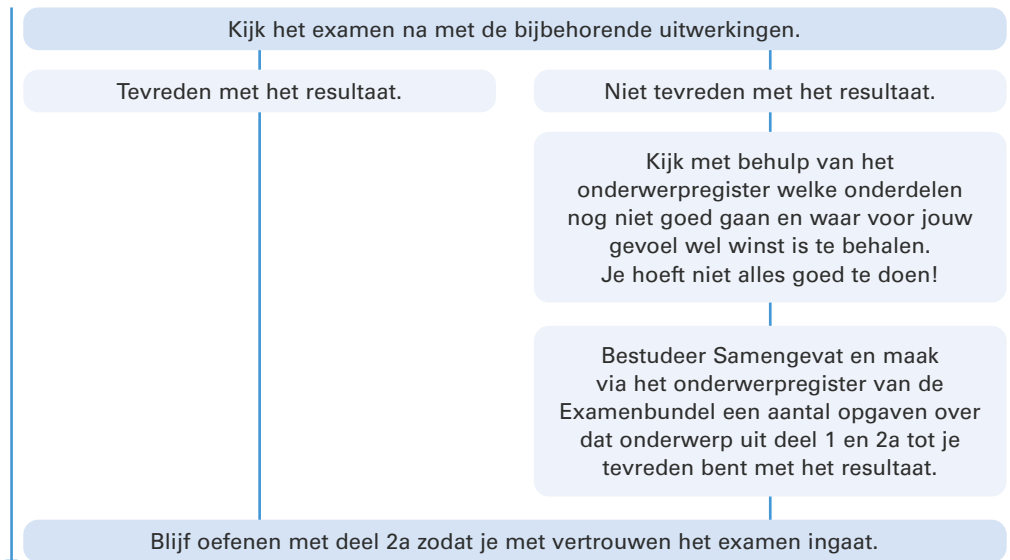 Kijk het examen na met de bijbehorende uitwerkingen.
Tevreden met het resultaat.
Niet tevreden met het resultaat.
Kijk met behulp van het
onderwerpregister welke onderdelen
nog niet goed gaan en waar voor jouw
gevoel wel winst is te behalen.
Je hoeft niet alles goed te doen!
Bestudeer Samengevat en maak
via het onderwerpregister van de
Examenbundel een aantal opgaven over
dat onderwerp uit deel 1 en 2a tot je
tevreden bent met het resultaat.
Blijf oefenen met deel 2a zodat je met vertrouwen het examen ingaat.